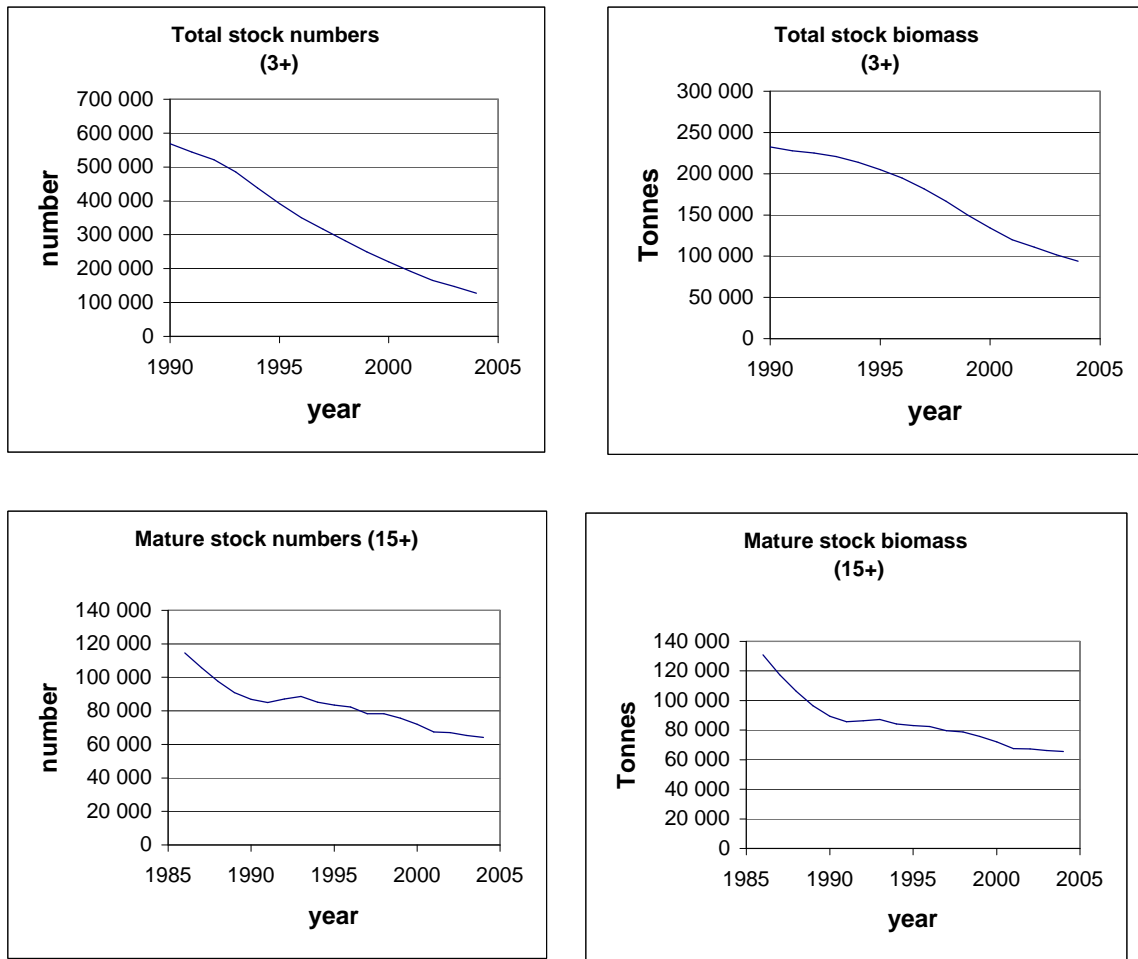 Total stock numbers
(3+)
700 000
600 000
500 000
400 000
300 000
200 000
100 000
0
number
1990 1995 2000 2005
year
Total stock biomass
(3+)
300 000
250 000
200 000
150 000
100 000
50 000
0
Tonnes
1990 1995 2000 2005
year
Mature stock numbers (15+)
140 000
120 000
100 000
80 000
60 000
40 000
20 000
0
number
1985 1990 1995 2000 2005
year
Mature stock biomass
(15+)
140 000
120 000
100 000
80 000
60 000
40 000
20 000
0
Tonnes
1985 1990 1995 2000 2005
year